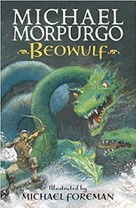 MICHAEL
MORPURGO
BEOWULF
Illustrated by
MICHAEL FOREMAN